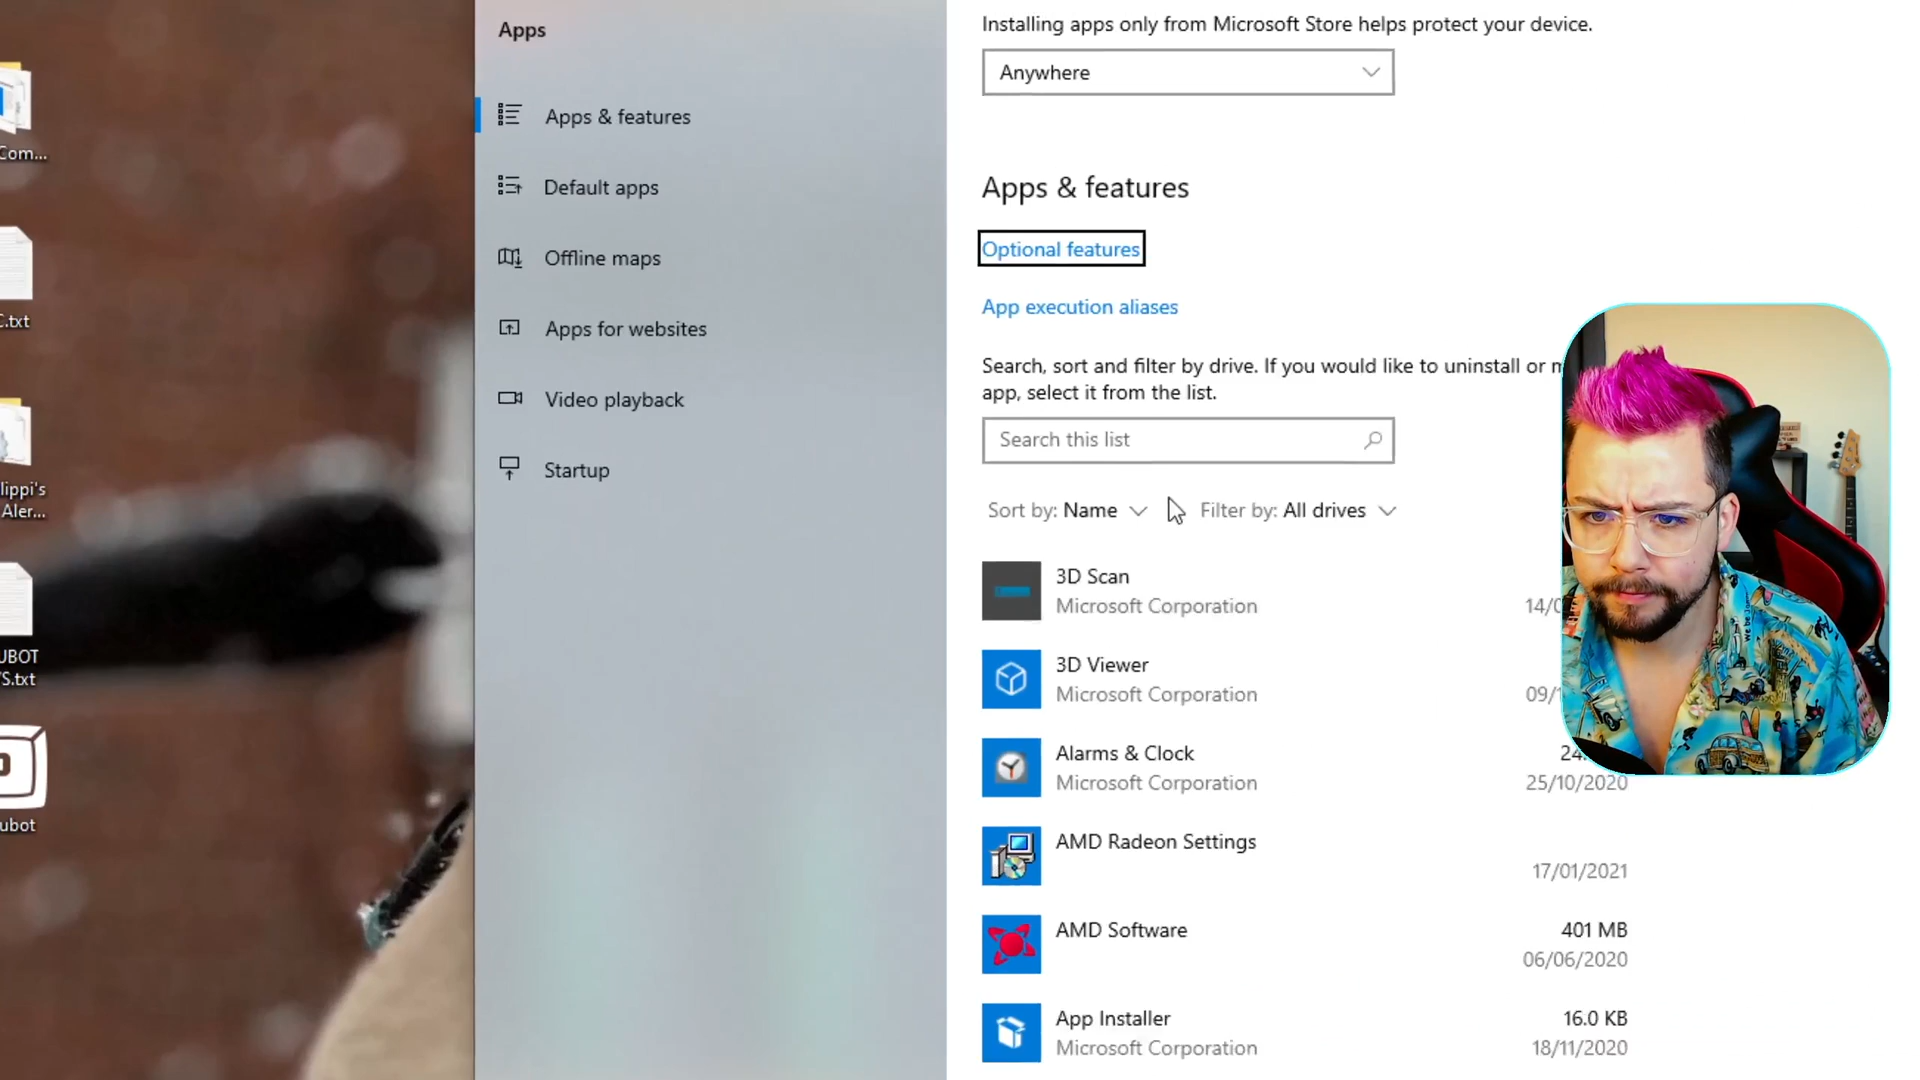 Com...
C.txt
lippi's
Aler...
UBOT
S.txt
ubot
Apps
Apps & features
Default apps
Offline maps
Apps for websites
Video playback
Startup
Installing apps only from Microsoft Store helps protect your device.
Anywhere
Apps & features
Optional features
App execution aliases
Search, sort and filter by drive. If you would like to uninstall or m
app, select it from the list.
Search this list
Sort by: Name
Filter by: All drives
3D Scan
Microsoft Corporation
14/0
3D Viewer
Microsoft Corporation
09/
Alarms & Clock
24.
Microsoft Corporation
25/10/2020
AMD Radeon Settings
17/01/2021
AMD Software
401 MB
06/06/2020
App Installer
16.0 KB
Microsoft Corporation
18/11/2020